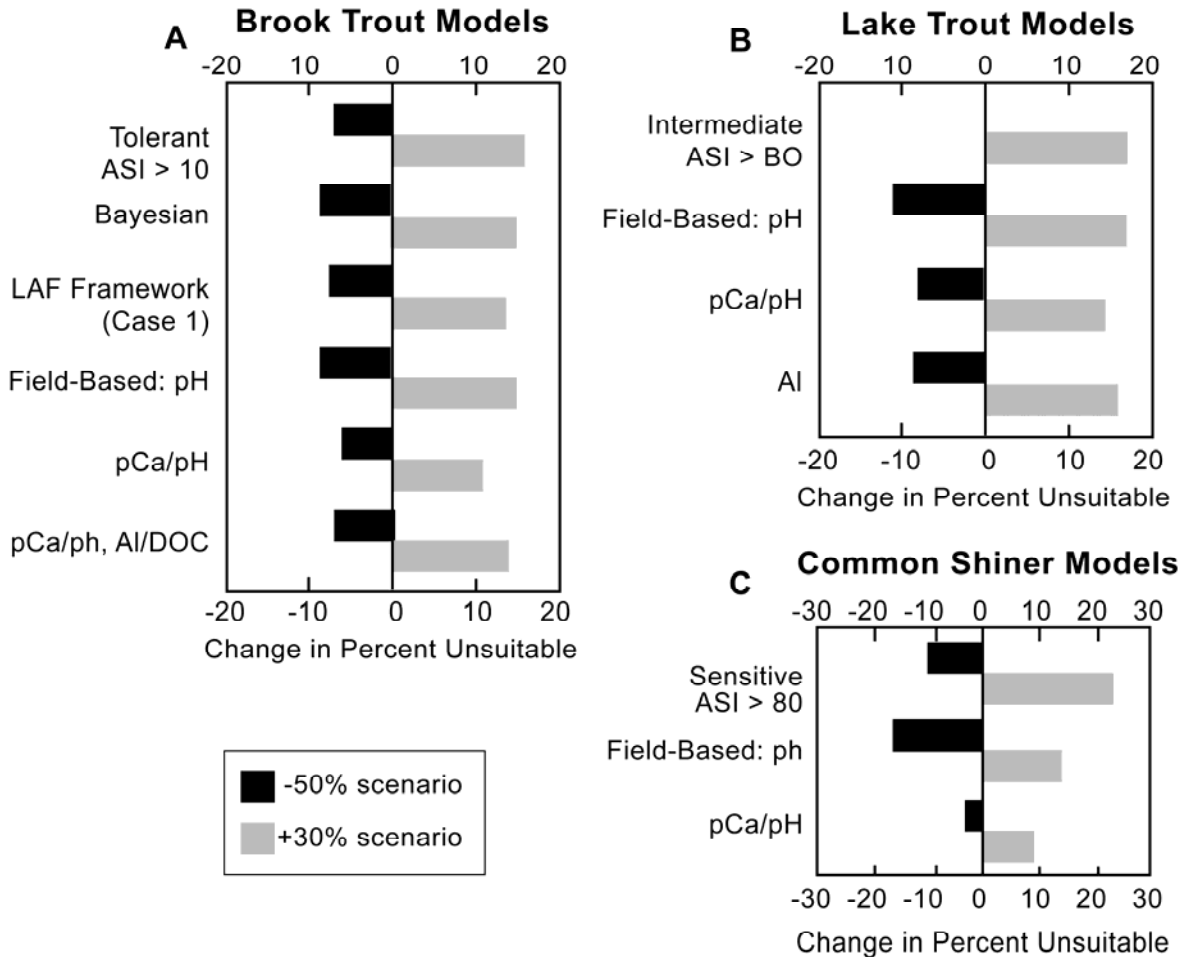 A
Brook Trout Models
-20 -10 0 10 20
Tolerant
ASI > 10
Bayesian
LAF Framework
(Case 1)
Field-Based: pH
pCa/pH
pCa/ph, Al/DOC
-20 -10 0 10 20
Change in Percent Unsuitable
B
Lake Trout Models
-20 -10 0 10 20
Intermediate
ASI > BO
Field-Based: pH
pCa/pH
Al
-20 -10 0 10 20
Change in Percent Unsuitable
C
Common Shiner Models
-30 -20 -10 0 10 20 30
Sensitive
ASI > 80
Field-Based: ph
pCa/pH
-30 -20 -10 0 10 20 30
Change in Percent Unsuitable
-50% scenario
+30% scenario